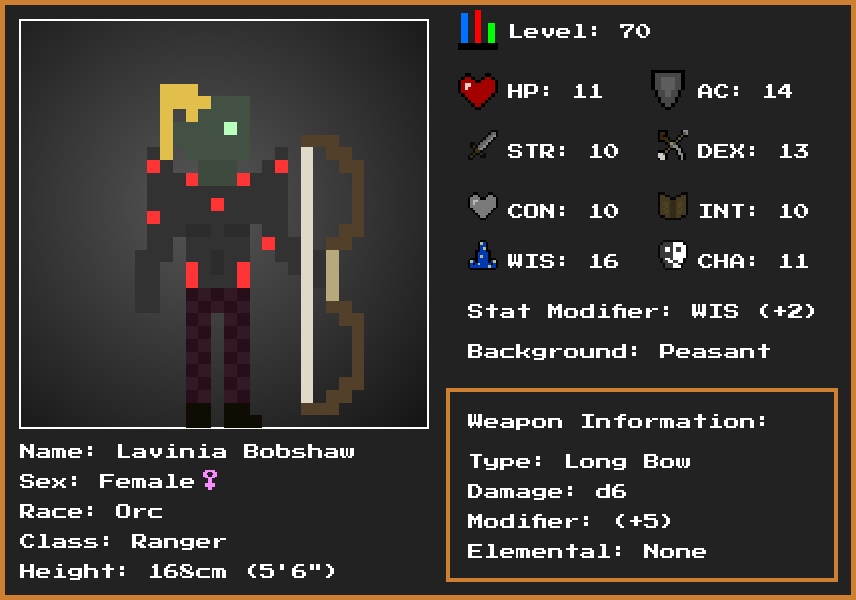 Level: 70
HP: 11 AC: 14
STR: 10 DEX: 13
CON: 10 INT: 10
WIS: 16 CHA: 11
Stat Modifier: WIS (+2)
Background: Peasant
Weapon Information:
Type: Long Bow
Damage: d6
Modifier: (+5)
Elemental: None
Name: Lavinia Bobshaw
Sex: Female♀
Race: Orc
Class: Ranger
Height: 168cm (5'6")